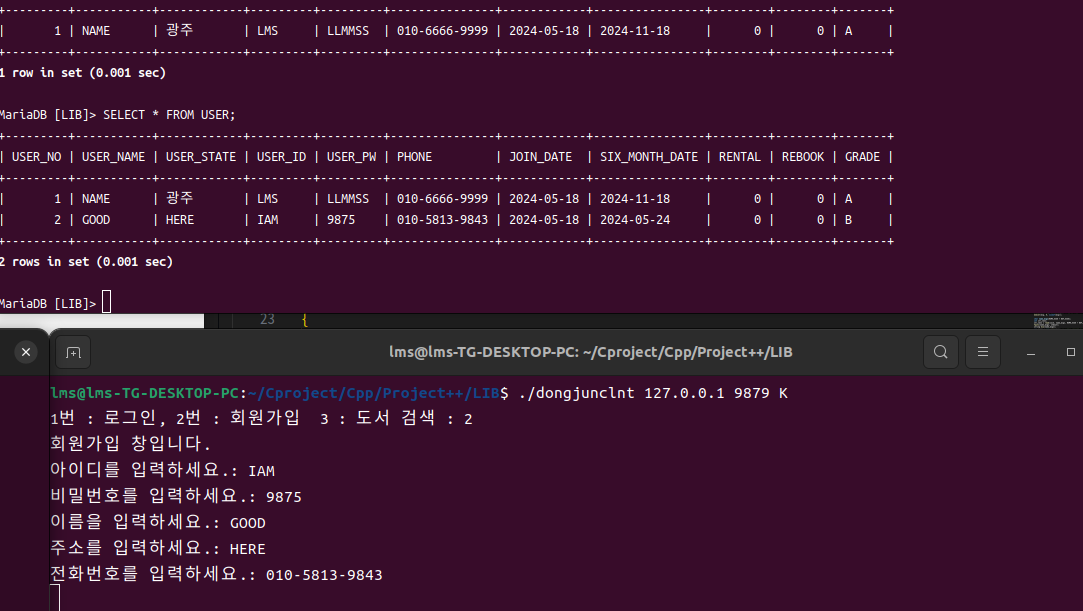 +---------+-----------+------------+---------+---------+---------------+------------+----------------+--------+--------+-------+
|       1 | NAME      | 광주       | LMS     | LLMMSS  | 010-6666-9999 | 2024-05-18 | 2024-11-18     |      0 |      0 | A     |
+---------+-----------+------------+---------+---------+---------------+------------+----------------+--------+--------+-------+
1 row in set (0.001 sec)
MariaDB [LIB]> SELECT * FROM USER;
+---------+-----------+------------+---------+---------+---------------+------------+----------------+--------+--------+-------+
| USER_NO | USER_NAME | USER_STATE | USER_ID | USER_PW | PHONE         | JOIN_DATE  | SIX_MONTH_DATE | RENTAL | REBOOK | GRADE |
+---------+-----------+------------+---------+---------+---------------+------------+----------------+--------+--------+-------+
|       1 | NAME      | 광주       | LMS     | LLMMSS  | 010-6666-9999 | 2024-05-18 | 2024-11-18     |      0 |      0 | A     |
|       2 | GOOD      | HERE       | IAM     | 9875    | 010-5813-9843 | 2024-05-18 | 2024-05-24     |      0 |      0 | B     |
+---------+-----------+------------+---------+---------+---------------+------------+----------------+--------+--------+-------+
2 rows in set (0.001 sec)
MariaDB [LIB]>
23 {
lms@lms-TG-DESKTOP-PC: ~/Cproject/Cpp/Project++/LIB
lms@lms-TG-DESKTOP-PC:~/Cproject/Cpp/Project++/LIB$ ./dongjunclnt 127.0.0.1 9879 K
1번 : 로그인, 2번 : 회원가입  3 : 도서 검색 : 2
회원가입 창입니다.
아이디를 입력하세요.: IAM
비밀번호를 입력하세요.: 9875
이름을 입력하세요.: GOOD
주소를 입력하세요.: HERE
전화번호를 입력하세요.: 010-5813-9843